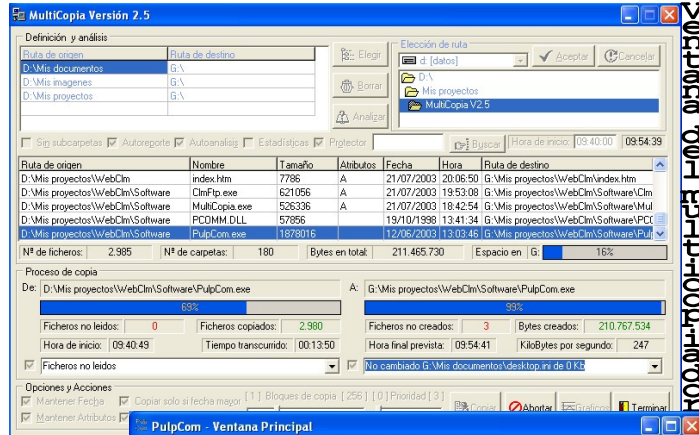 MultiCopia Versión 2.5
Definición y análisis
Ruta de origen Ruta de destino
D:\Mis documentos G:\
D:\Mis imagenes G:\
D:\Mis proyectos G:\
Elegir
Borrar
Analizar
Elección de ruta
d: [datos]
Aceptar
Cancelar
D:\
Mis proyectos
MultiCopia V2.5
Sin subcarpetas Autoreporte Autoanalisis Estadísticas Protector Buscar Hora de inicio: 09:40:00 09:54:39
Ruta de origen Nombre Tamaño Atributos Fecha Hora Ruta de destino
D:\Mis proyectos\WebClm index.htm 7786 A 21/07/2003 20:06:50 G:\Mis proyectos\WebClm\index.htm
D:\Mis proyectos\WebClm\Software ClmFtp.exe 621056 A 21/07/2003 19:53:08 G:\Mis proyectos\WebClm\Software\Clm
D:\Mis proyectos\WebClm\Software MultiCopia.exe 526336 A 21/07/2003 18:42:54 G:\Mis proyectos\WebClm\Software\Mul
D:\Mis proyectos\WebClm\Software PCOMM.DLL 57856 19/10/1998 13:41:34 G:\Mis proyectos\WebClm\Software\PCO
D:\Mis proyectos\WebClm\Software PulpCom.exe 1878016 12/06/2003 13:03:46 G:\Mis proyectos\WebClm\Software\Pulp
Nº de ficheros: 2.985 Nº de carpetas: 180 Bytes en total: 211.465.730 Espacio en G: 16%
Proceso de copia
De: D:\Mis proyectos\WebClm\Software\PulpCom.exe A: G:\Mis proyectos\WebClm\Software\PulpCom.exe
69% 99%
Ficheros no leidos: 0 Ficheros copiados: 2.980 Ficheros no creados: 3 Bytes creados: 210.767.534
Hora de inicio: 09:40:49 Tiempo transcurrido: 00:13:50 Hora final prevista: 09:54:41 KiloBytes por segundo: 247
Ficheros no leidos No cambiado G:\Mis documentos\desktop.ini de 0 Kb
Opciones y Acciones
Mantener Fecha Copiar solo si fecha mayor [ 1 ] Bloques de copia [ 256 ] [ 0 ] Prioridad [ 3 ]
Mantener Atributos
Copiar Abortar Graficos Terminar
PulpCom - Ventana Principal